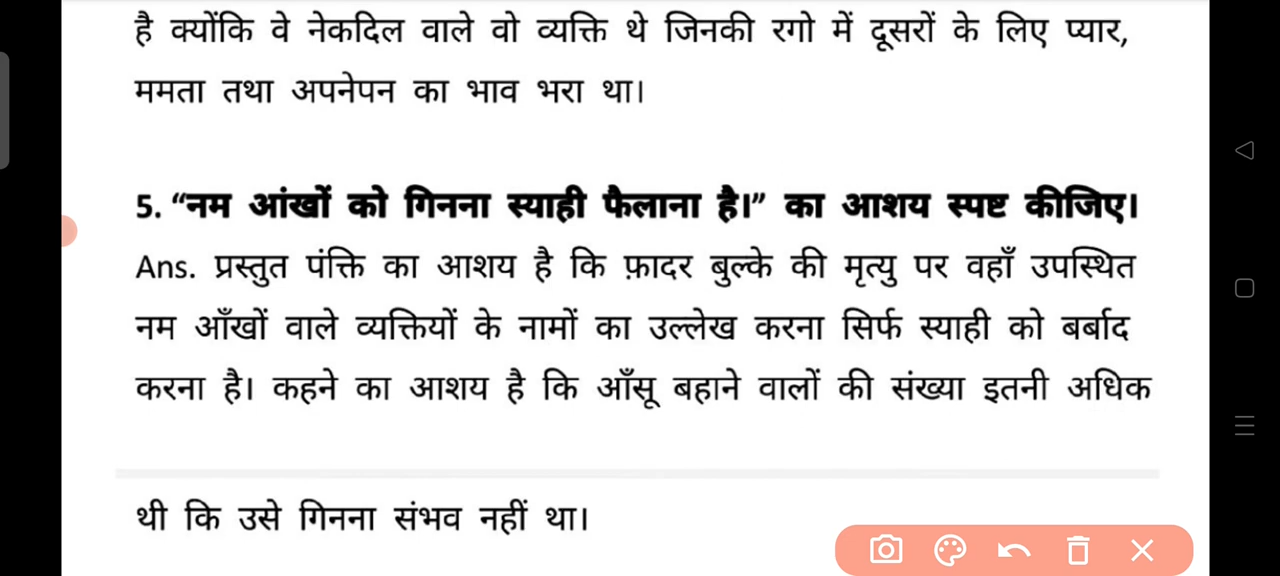 है क्योंकि वे नेकदिल वाले वो व्यक्ति थे जिनकी रगो में दूसरों के लिए प्यार,
ममता तथा अपनेपन का भाव भरा था।
5. “नम आंखों को गिनना स्याही फैलाना है।” का आशय स्पष्ट कीजिए।
Ans. प्रस्तुत पंक्ति का आशय है कि फ़ादर बुल्के की मृत्यु पर वहाँ उपस्थित
नम आँखों वाले व्यक्तियों के नामों का उल्लेख करना सिर्फ स्याही को बर्बाद
करना है। कहने का आशय है कि आँसू बहाने वालों की संख्या इतनी अधिक
थी कि उसे गिनना संभव नहीं था।